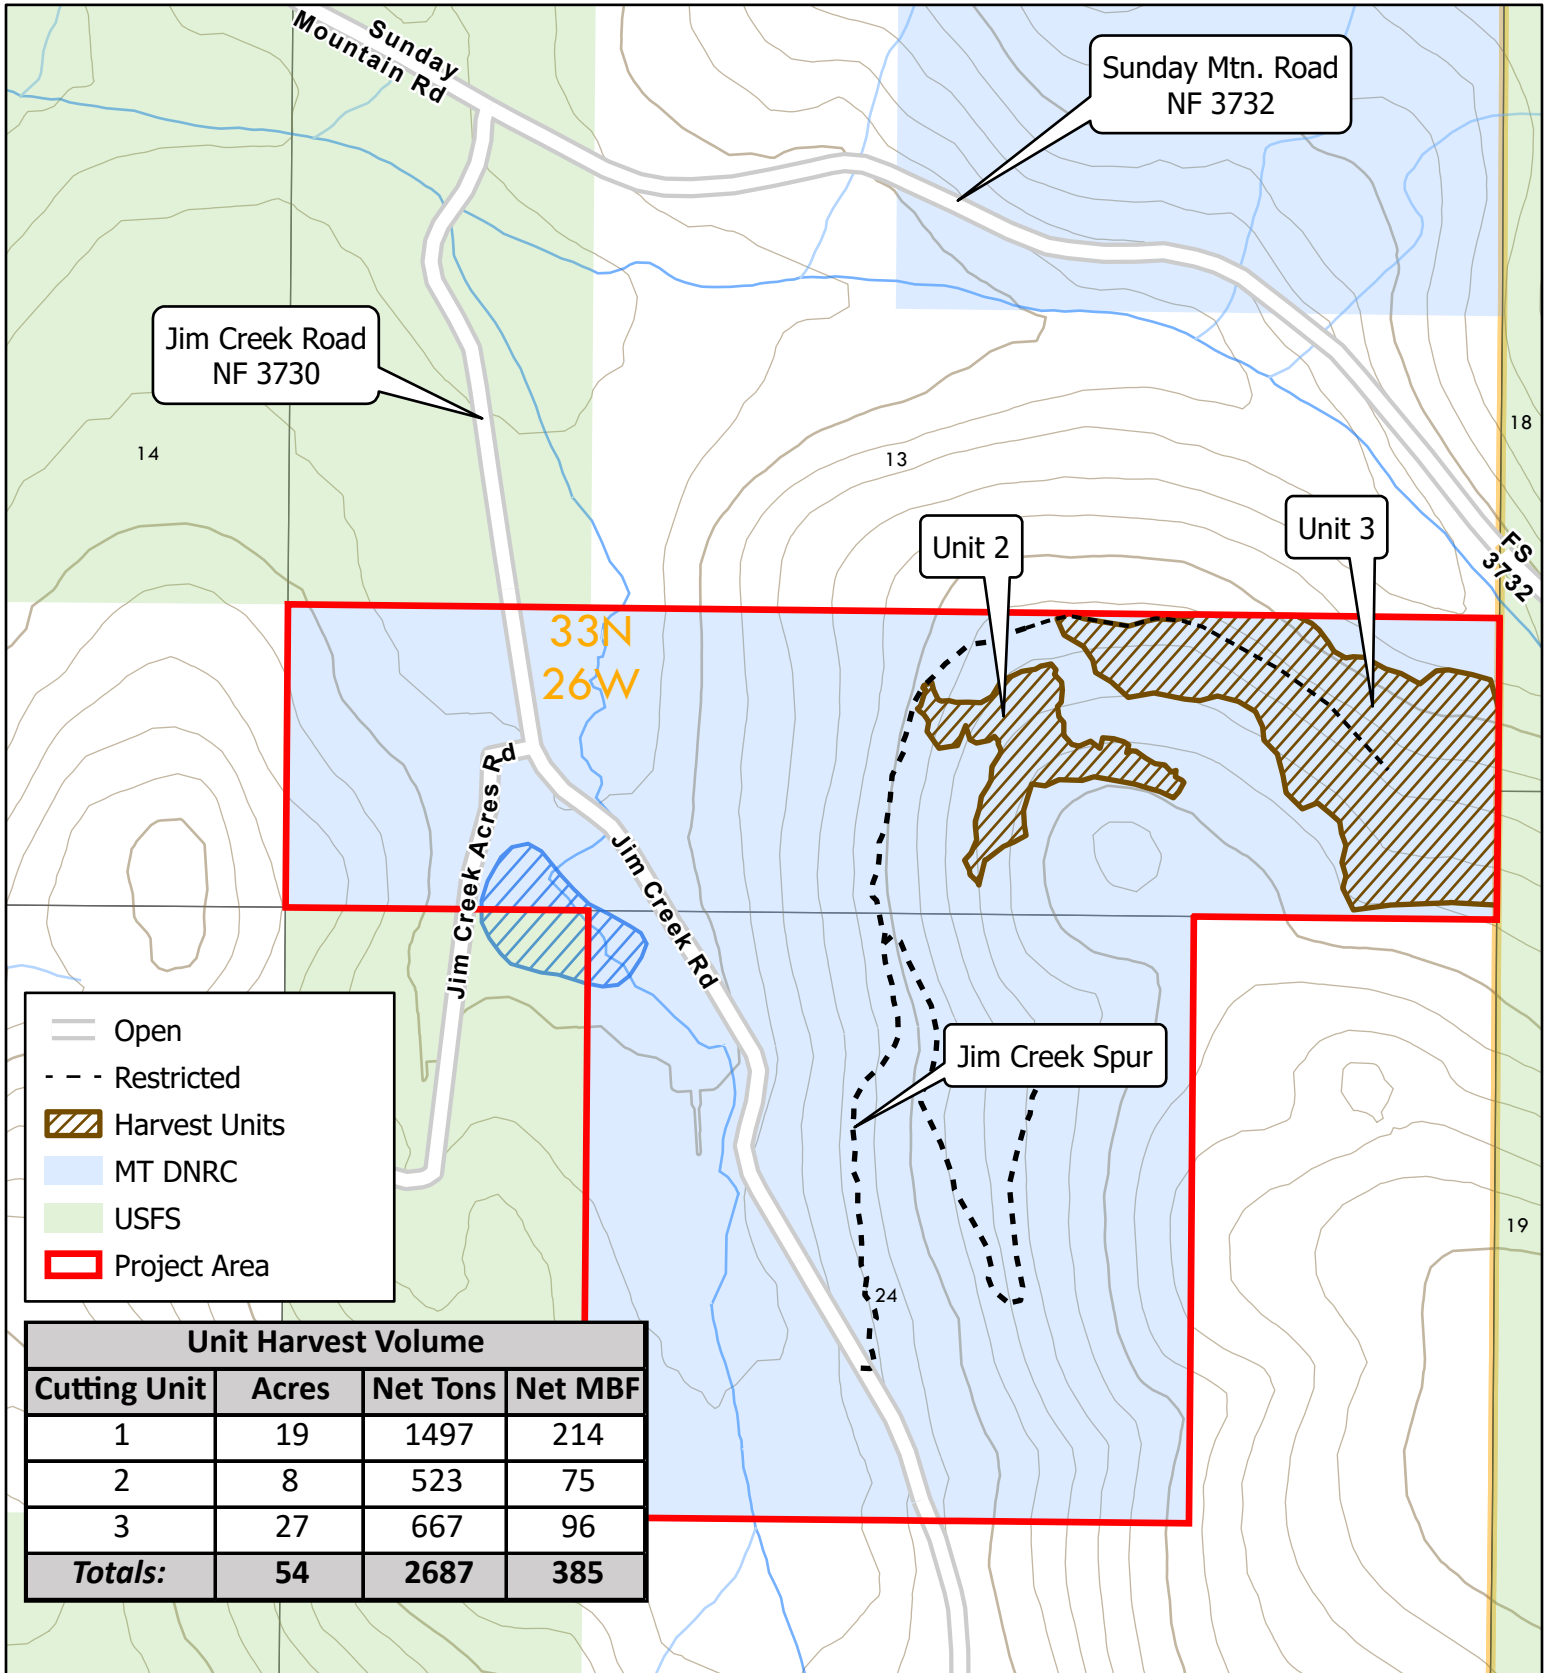 Sunday
Mountain Rd
Sunday Mtn. Road
NF 3732
Jim Creek Road
NF 3730
14
13
18
Unit 2
Unit 3
FS
3732
33N
26W
Jim Creek Acres Rd
Jim Creek Rd
Jim Creek Spur
24
19
Open
Restricted
Harvest Units
MT DNRC
USFS
Project Area
Unit Harvest Volume
Cutting Unit Acres Net Tons Net MBF
1 19 1497 214
2 8 523 75
3 27 667 96
Totals: 54 2687 385